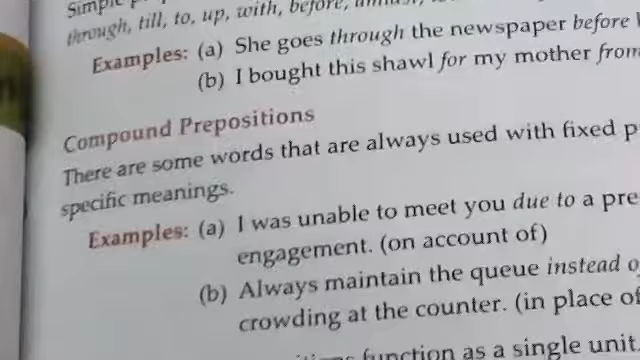 through, till, to, up, with, before,
Examples: (a) She goes through the newspaper before
(b) I bought this shawl for my mother from
Compound Prepositions
There are some words that are always used with fixed
specific meanings.
Examples: (a) I was unable to meet you due to a
engagement. (on account of)
(b) Always maintain the queue instead
crowding at the counter. (in place of
function as a single unit